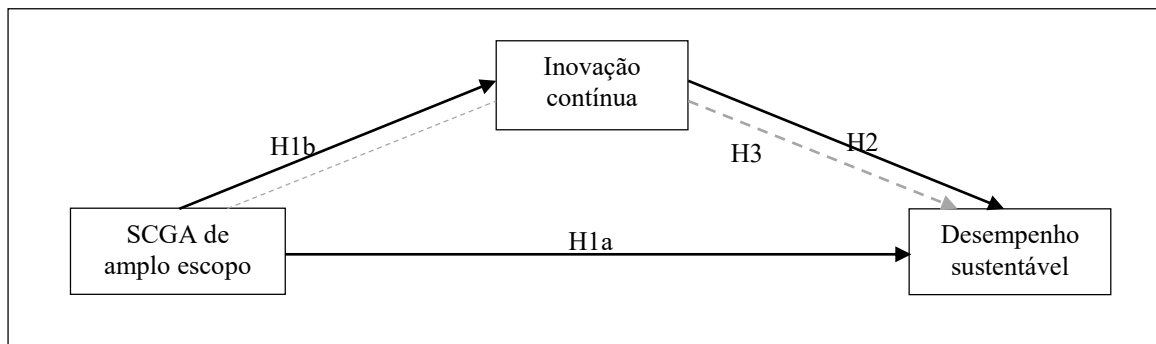 Inovação
contínua
H1b
H2
H3
SCGA de
amplo escopo
H1a
Desempenho
sustentável